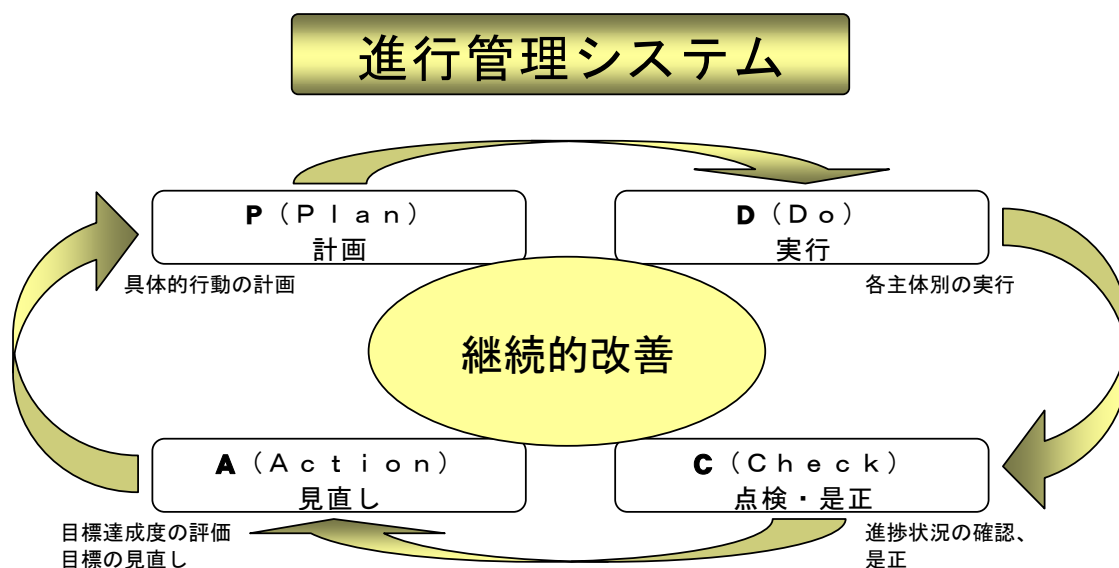 進行管理システム
P（Ｐｌａｎ）
計画
具体的行動の計画
D（Ｄｏ）
実行
各主体別の実行
継続的改善
A（Ａｃｔｉｏｎ）
見直し
目標達成度の評価
目標の見直し
C（Ｃｈｅｃｋ）
点検・是正
進捗状況の確認、
是正